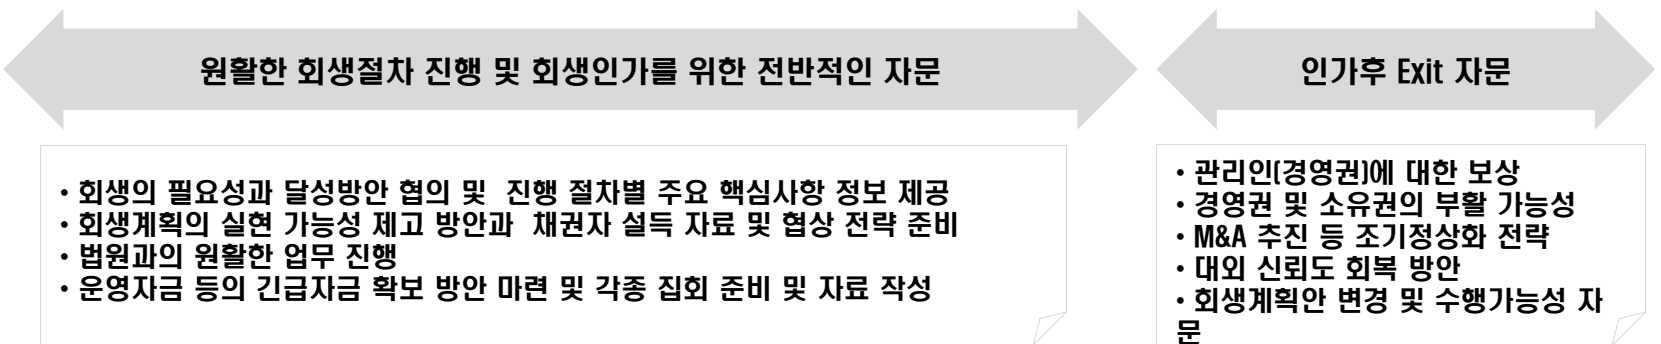 원활한 회생절차 진행 및 회생인가를 위한 전반적인 자문
인가후 Exit 자문
• 회생의 필요성과 달성방안 협의 및 진행 절차별 주요 핵심사항 정보 제공
• 회생계획의 실현 가능성 제고 방안과 채권자 설득 자료 및 협상 전략 준비
• 법원과의 원활한 업무 진행
• 운영자금 등의 긴급자금 확보 방안 마련 및 각종 집회 준비 및 자료 작성
• 관리인(경영권)에 대한 보상
• 경영권 및 소유권의 부활 가능성
• M&A 추진 등 조기정상화 전략
• 대외 신뢰도 회복 방안
• 회생계획안 변경 및 수행가능성 자
문